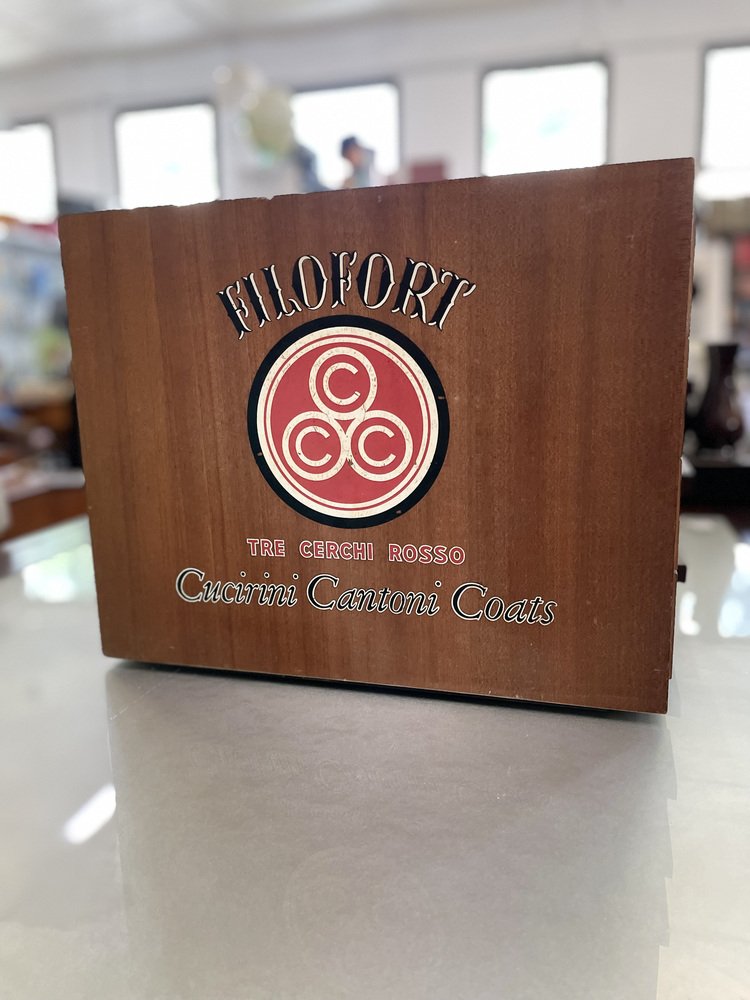 FILOFORT
C
C C
TRE CERCHI ROSSO
Cucirini Cantoni Coats